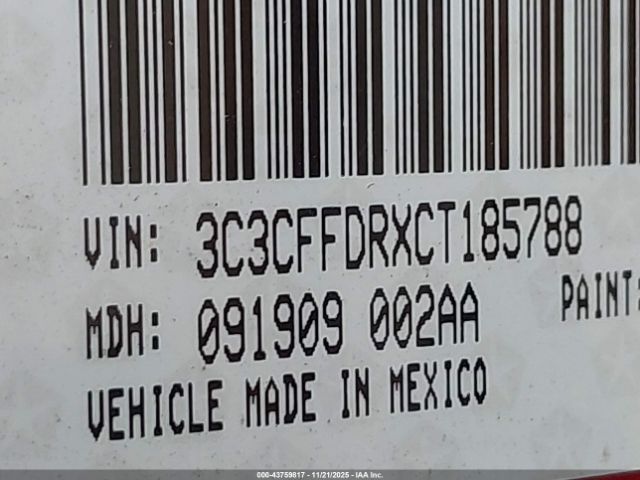 VIN: 3C3CFFDRXCT185788
MDH: 091909 002AA PAINT:
VEHICLE MADE IN MEXICO
000-43759817 - 11/21/2025 - IAA Inc.